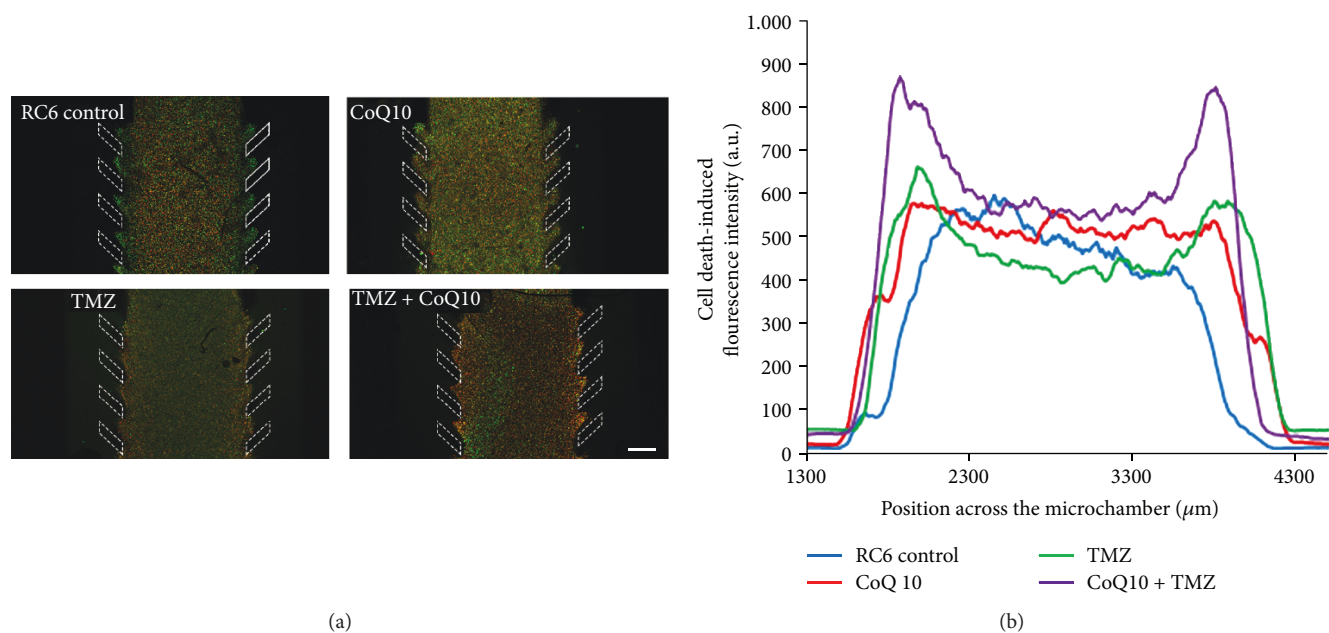 RC6 control
CoQ10
TMZ
TMZ + CoQ10
(a)
Cell death-induced
flourescence intensity (a.u.)
1.000
900
800
700
600
500
400
300
200
100
0
1300 2300 3300 4300
Position across the microchamber (μm)
RC6 control
TMZ
CoQ 10
CoQ10 + TMZ
(b)